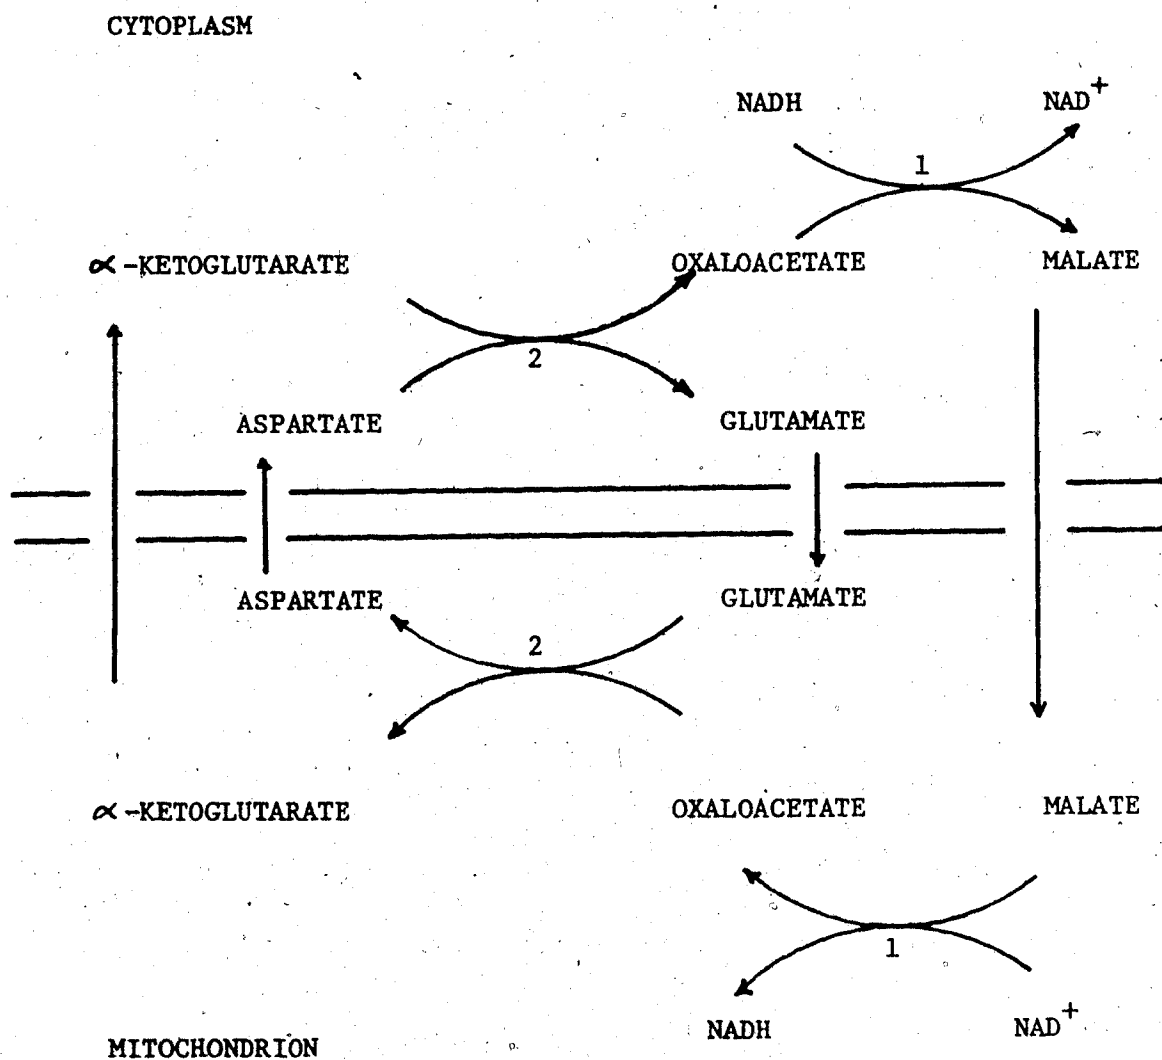 CYTOPLASM
NADH NAD+
1
α-KETOGLUTARATE OXALOACETATE MALATE
2
ASPARTATE GLUTAMATE
ASPARTATE GLUTAMATE
2
α-KETOGLUTARATE OXALOACETATE MALATE
1
NADH NAD+
MITOCHONDRION